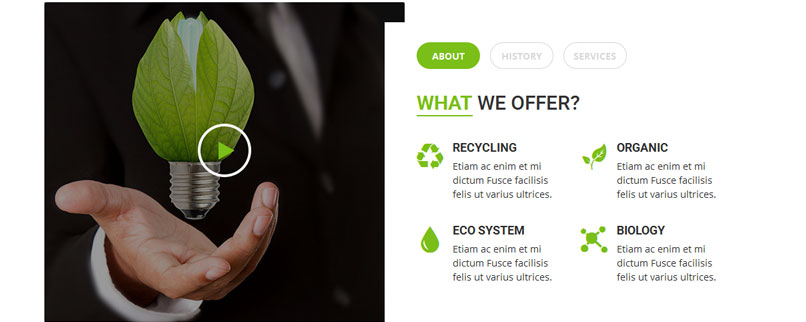 ABOUT
HISTORY
SERVICES
WHAT WE OFFER?
RECYCLING
Etiam ac enim et mi
dictum Fusce facilisis
felis ut varius ultrices.
ORGANIC
Etiam ac enim et mi
dictum Fusce facilisis
felis ut varius ultrices.
ECO SYSTEM
Etiam ac enim et mi
dictum Fusce facilisis
felis ut varius ultrices.
BIOLOGY
Etiam ac enim et mi
dictum Fusce facilisis
felis ut varius ultrices.